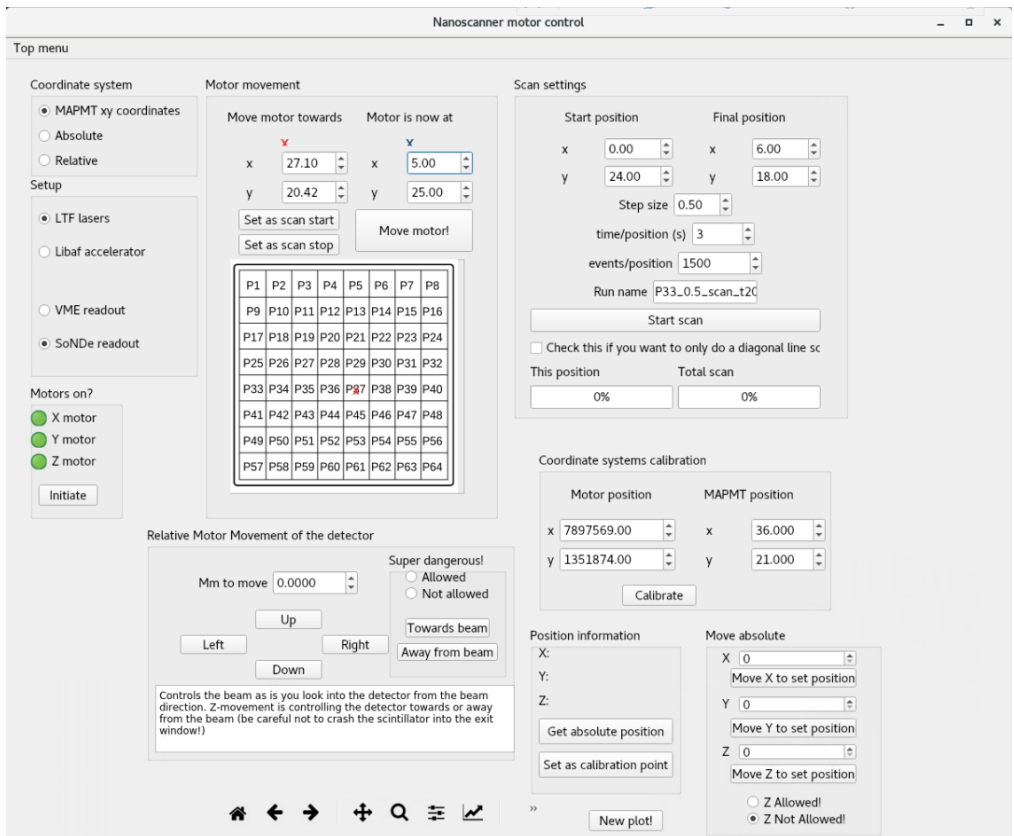 Nanoscanner motor control
Top menu
Coordinate system
MAPMT xy coordinates
Absolute
Relative
Setup
LTF lasers
Libaf accelerator
VME readout
SoNDe readout
Motors on?
X motor
Y motor
Z motor
Initiate
Motor movement
Move motor towards Motor is now at
x 27.10 x 5.00
y 20.42 y 25.00
Set as scan start
Set as scan stop
Move motor!
P1 P2 P3 P4 P5 P6 P7 P8
P9 P10 P11 P12 P13 P14 P15 P16
P17 P18 P19 P20 P21 P22 P23 P24
P25 P26 P27 P28 P29 P30 P31 P32
P33 P34 P35 P36 P37 P38 P39 P40
P41 P42 P43 P44 P45 P46 P47 P48
P49 P50 P51 P52 P53 P54 P55 P56
P57 P58 P59 P60 P61 P62 P63 P64
Scan settings
Start position Final position
x 0.00 x 6.00
y 24.00 y 18.00
Step size 0.50
time/position (s) 3
events/position 1500
Run name P33_0.5_scan_t20
Start scan
Check this if you want to only do a diagonal line sc
This position Total scan
0% 0%
Coordinate systems calibration
Motor position MAPMT position
x 7897569.00 x 36.000
y 1351874.00 y 21.000
Calibrate
Relative Motor Movement of the detector
Mm to move 0.0000
Up
Left Right
Down
Super dangerous!
Allowed
Not allowed
Towards beam
Away from beam
Controls the beam as is you look into the detector from the beam
direction. Z-movement is controlling the detector towards or away
from the beam (be careful not to crash the scintillator into the exit
window!)
Position information
X:
Y:
Z:
Get absolute position
Set as calibration point
Move absolute
X 0
Move X to set position
Y 0
Move Y to set position
Z 0
Move Z to set position
Z Allowed!
Z Not Allowed!
»
New plot!